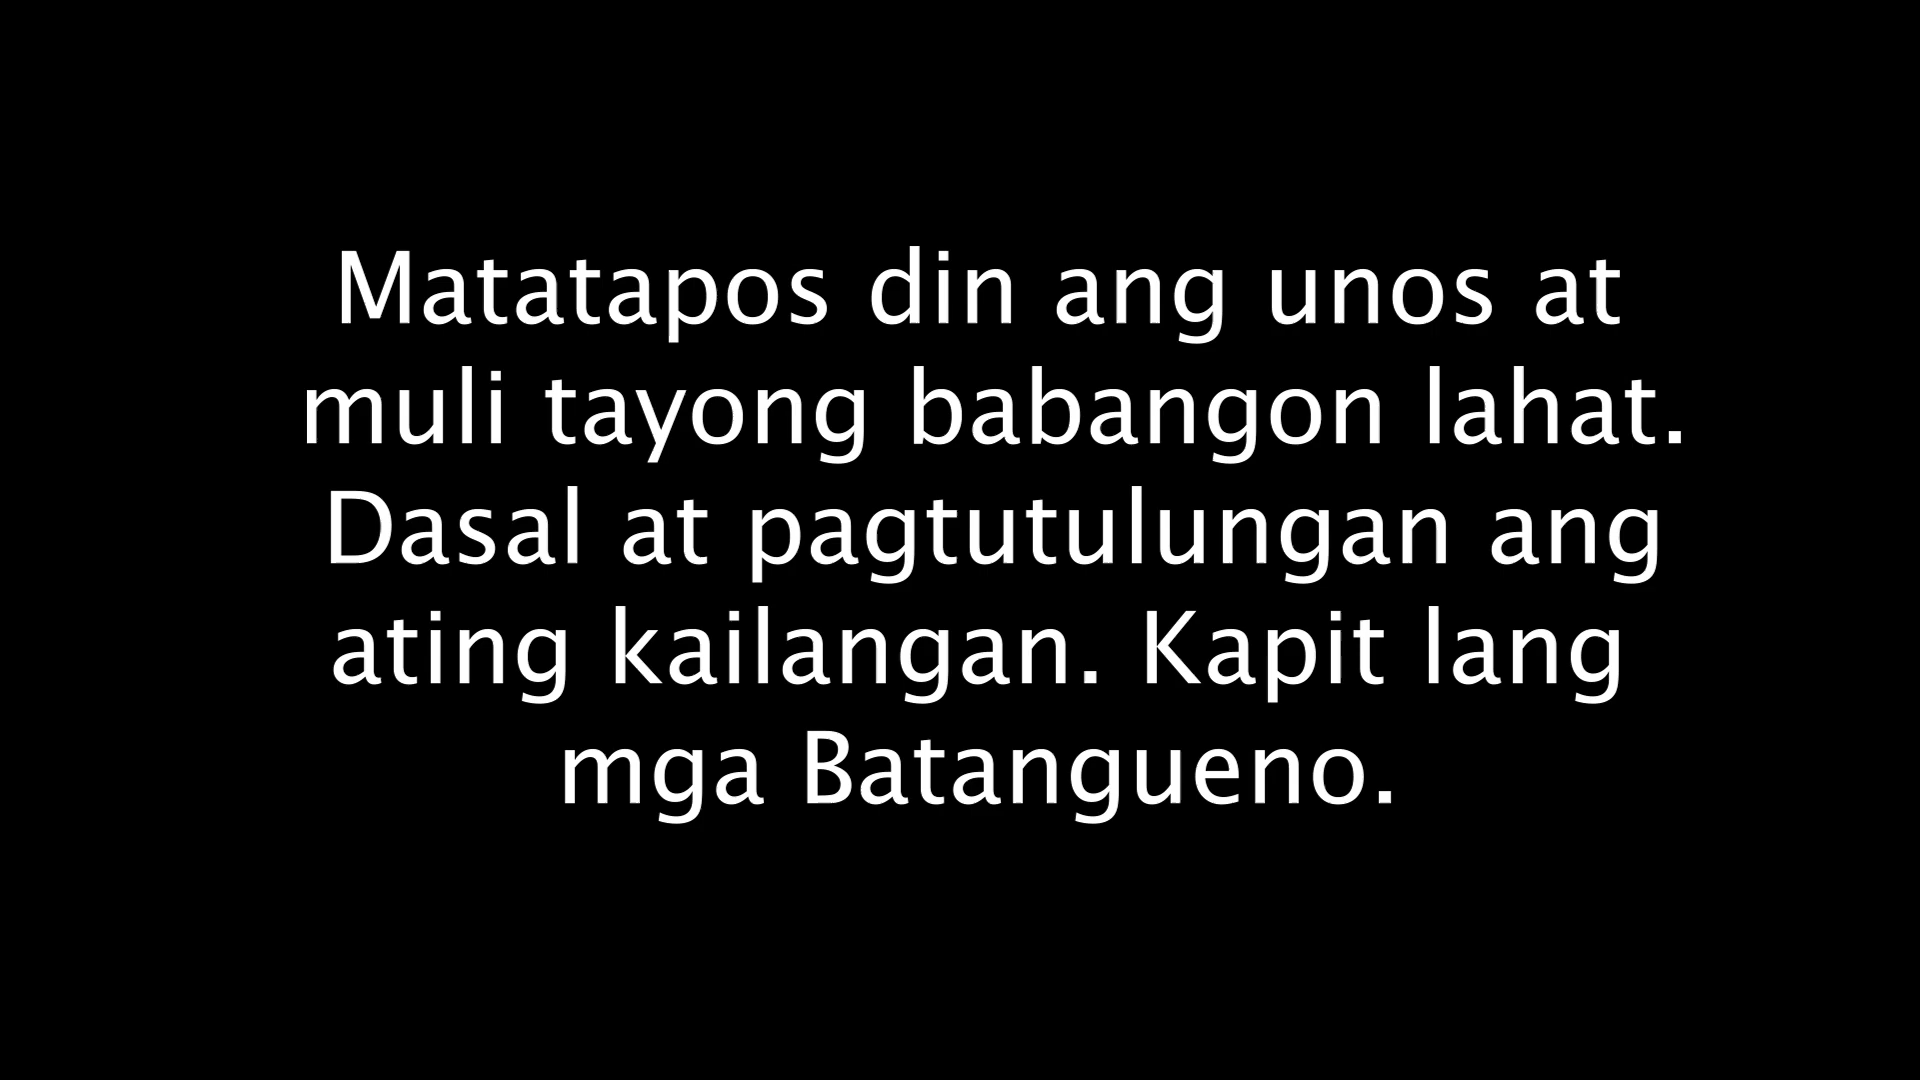 Matatapos din ang unos at
muli tayong babangon lahat.
Dasal at pagtutulungan ang
ating kailangan. Kapit lang
mga Batangueno.